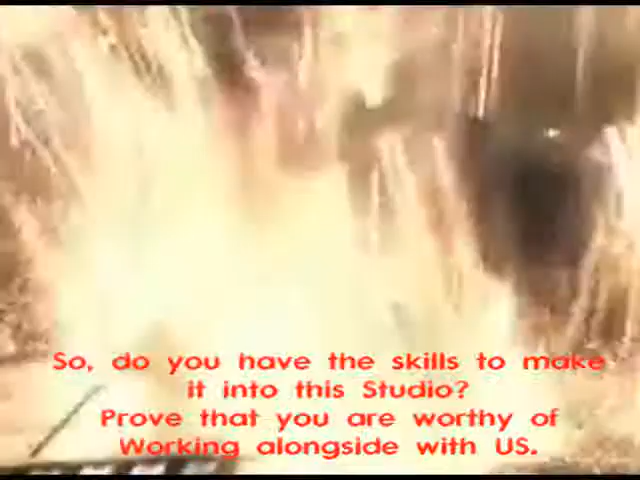 So, do you have the skills to make
it into this Studio?
Prove that you are worthy of
Working alongside with US.